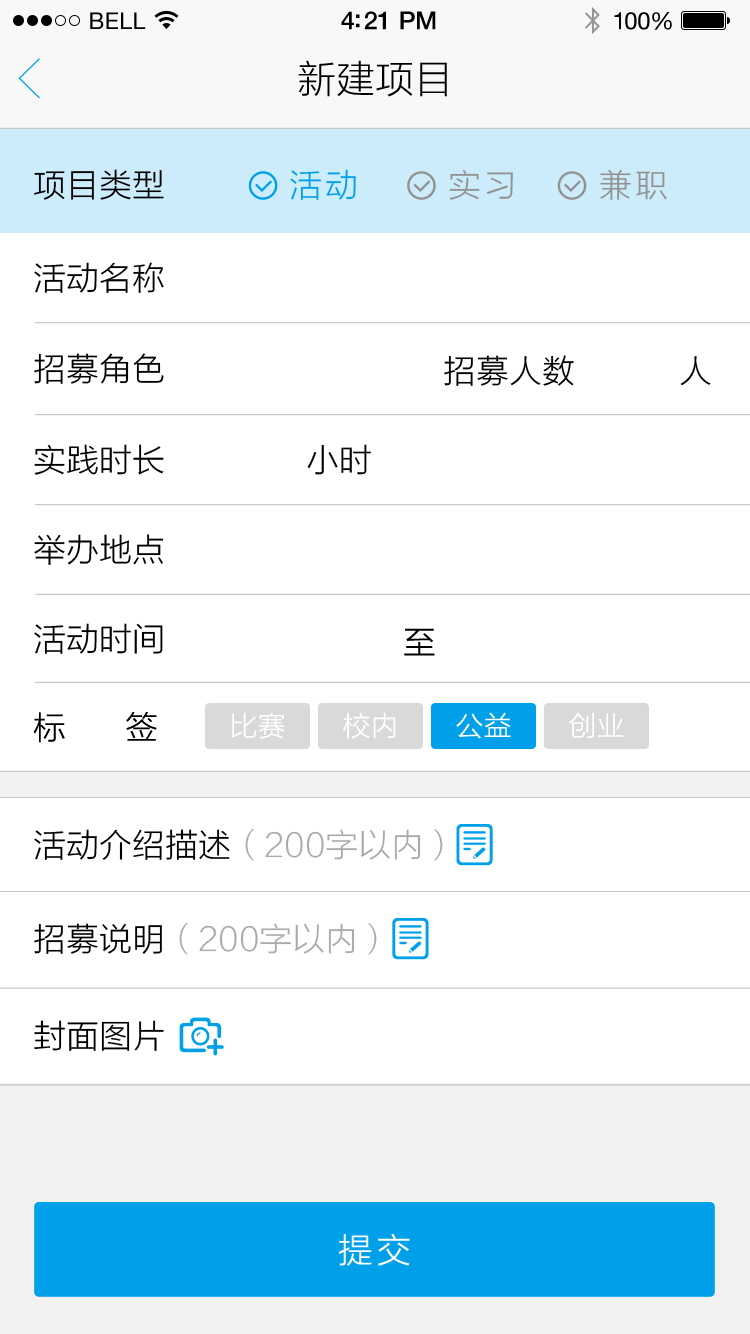 BELL 4:21 PM 100%
新建项目
项目类型 活动 实习 兼职
活动名称
招募角色 招募人数 人
实践时长 小时
举办地点
活动时间 至
标 签 比赛 校内 公益 创业
活动介绍描述（200字以内）
招募说明（200字以内）
封面图片
提交